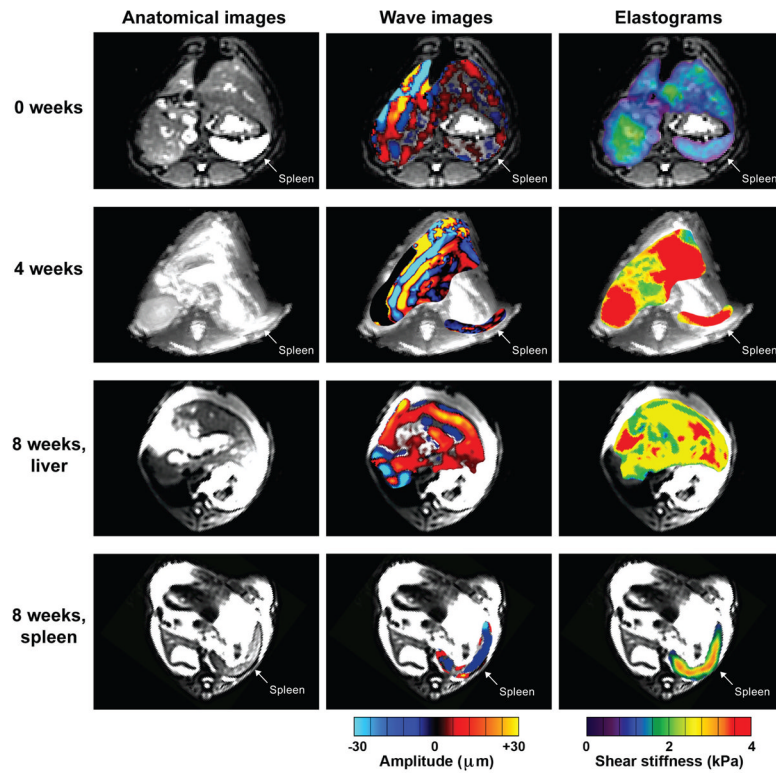 Anatomical images Wave images Elastograms
0 weeks
Spleen Spleen Spleen
4 weeks
Spleen Spleen Spleen
8 weeks,
liver
8 weeks,
spleen
Spleen Spleen Spleen
-30 0 +30
Amplitude (μm)
0 2 4
Shear stiffness (kPa)